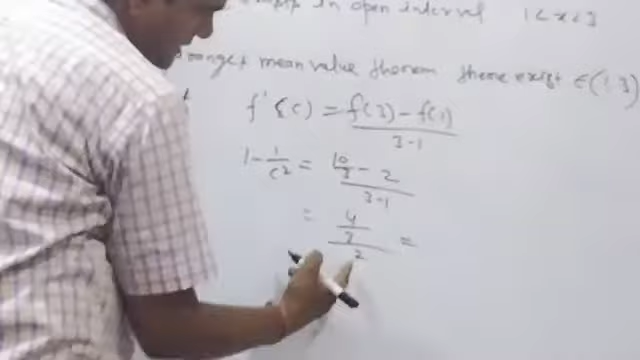 in open interval 1 < x < 3
mean value theorem there exist ∈ (1 3)
f'(c) = f(3) - f(1) / 3-1
1 - 1/c² = 10/3 - 2 / 3-1
= 4/3 / 2 =